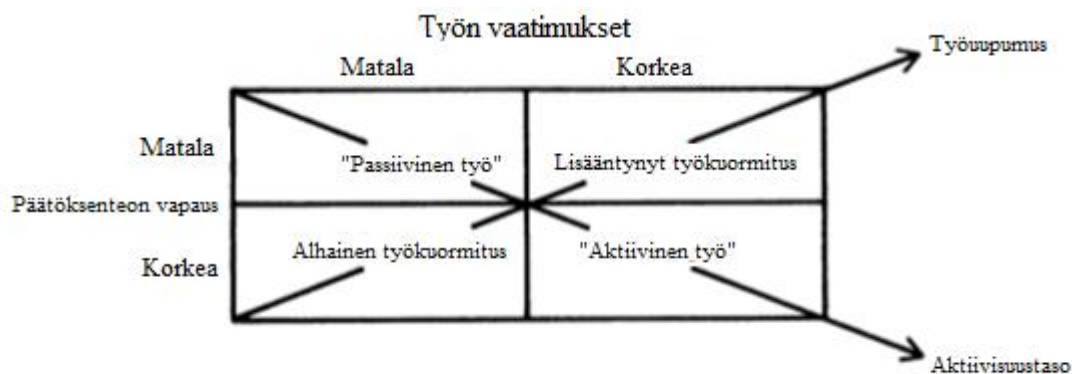 Työn vaatimukset
Työuupumus
Matala Korkea
Matala
"Passiivinen työ" Lisääntynyt työkuormitus
Päätöksenteon vapaus
Alhainen työkuormitus "Aktiivinen työ"
Korkea
Aktiivisuustaso